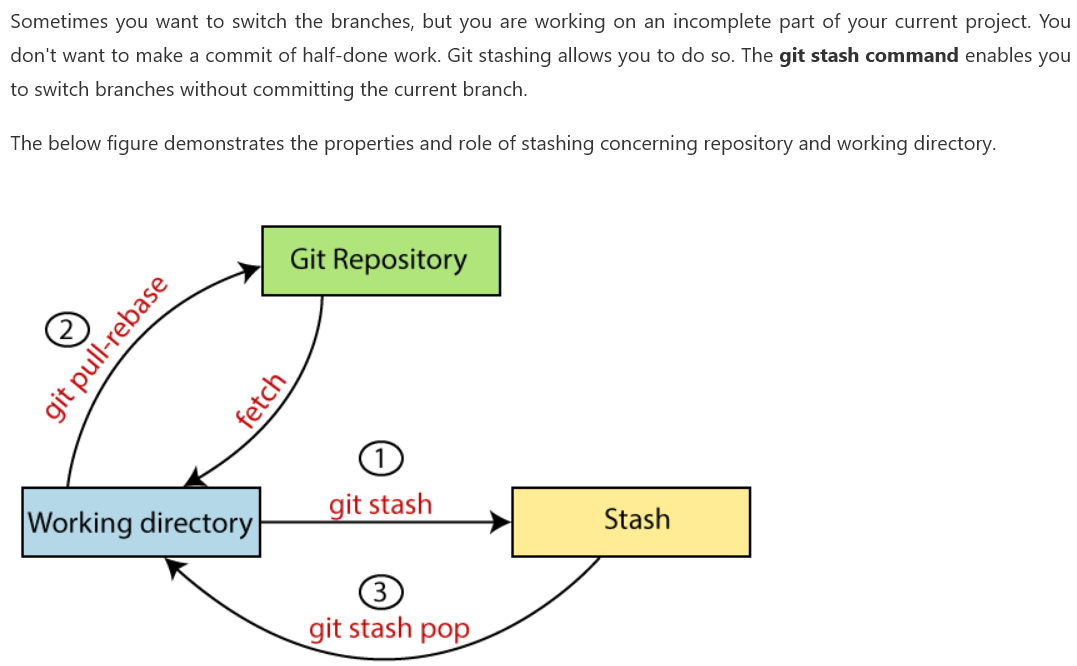 Sometimes you want to switch the branches, but you are working on an incomplete part of your current project. You
don't want to make a commit of half-done work. Git stashing allows you to do so. The git stash command enables you
to switch branches without committing the current branch.
The below figure demonstrates the properties and role of stashing concerning repository and working directory.
Git Repository
2
git pull-rebase
fetch
1
git stash
Working directory
Stash
3
git stash pop